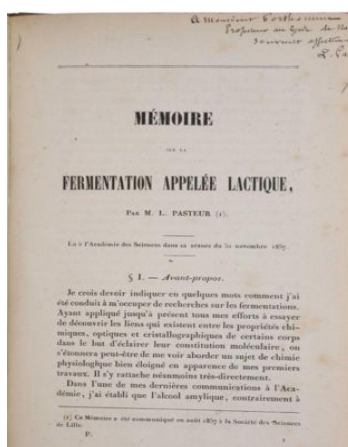 A Monsieur
Professeur au lycée de
Souvenir
L.
MÉMOIRE
SUR LA
FERMENTATION APPELÉE LACTIQUE,
PAR M. L. PASTEUR (1).
Lu à l'Académie des Sciences dans sa séance du 30 novembre 1857.
§ I. — Avant-propos.
Je crois devoir indiquer en quelques mots comment j'ai
été conduit à m'occuper de recherches sur les fermentations.
Ayant appliqué jusqu'à présent tous mes efforts à essayer
de découvrir les liens qui existent entre les propriétés chi-
miques, optiques et cristallographiques de certains corps
dans le but d'éclairer leur constitution moléculaire, on
s'étonnera peut-être de me voir aborder un sujet de chimie
physiologique bien éloigné en apparence de mes premiers
travaux. Il s'y rattache néanmoins très-directement.
Dans l'une de mes dernières communications à l'Aca-
démie, j'ai établi que l'alcool amylique, contrairement à
(1) Ce Mémoire a été communiqué en août 1857 à la Société des Sciences
de Lille.
P.